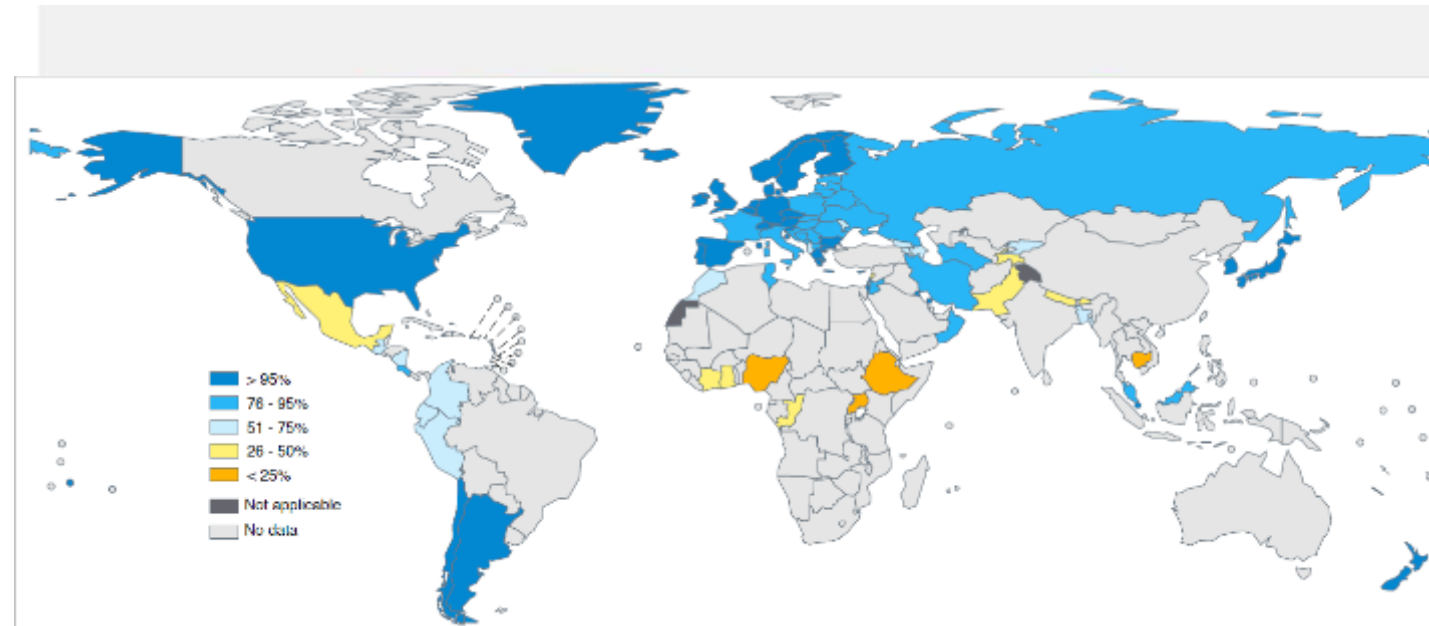 > 95%
76 - 95%
51 - 75%
26 - 50%
< 25%
Not applicable
No data